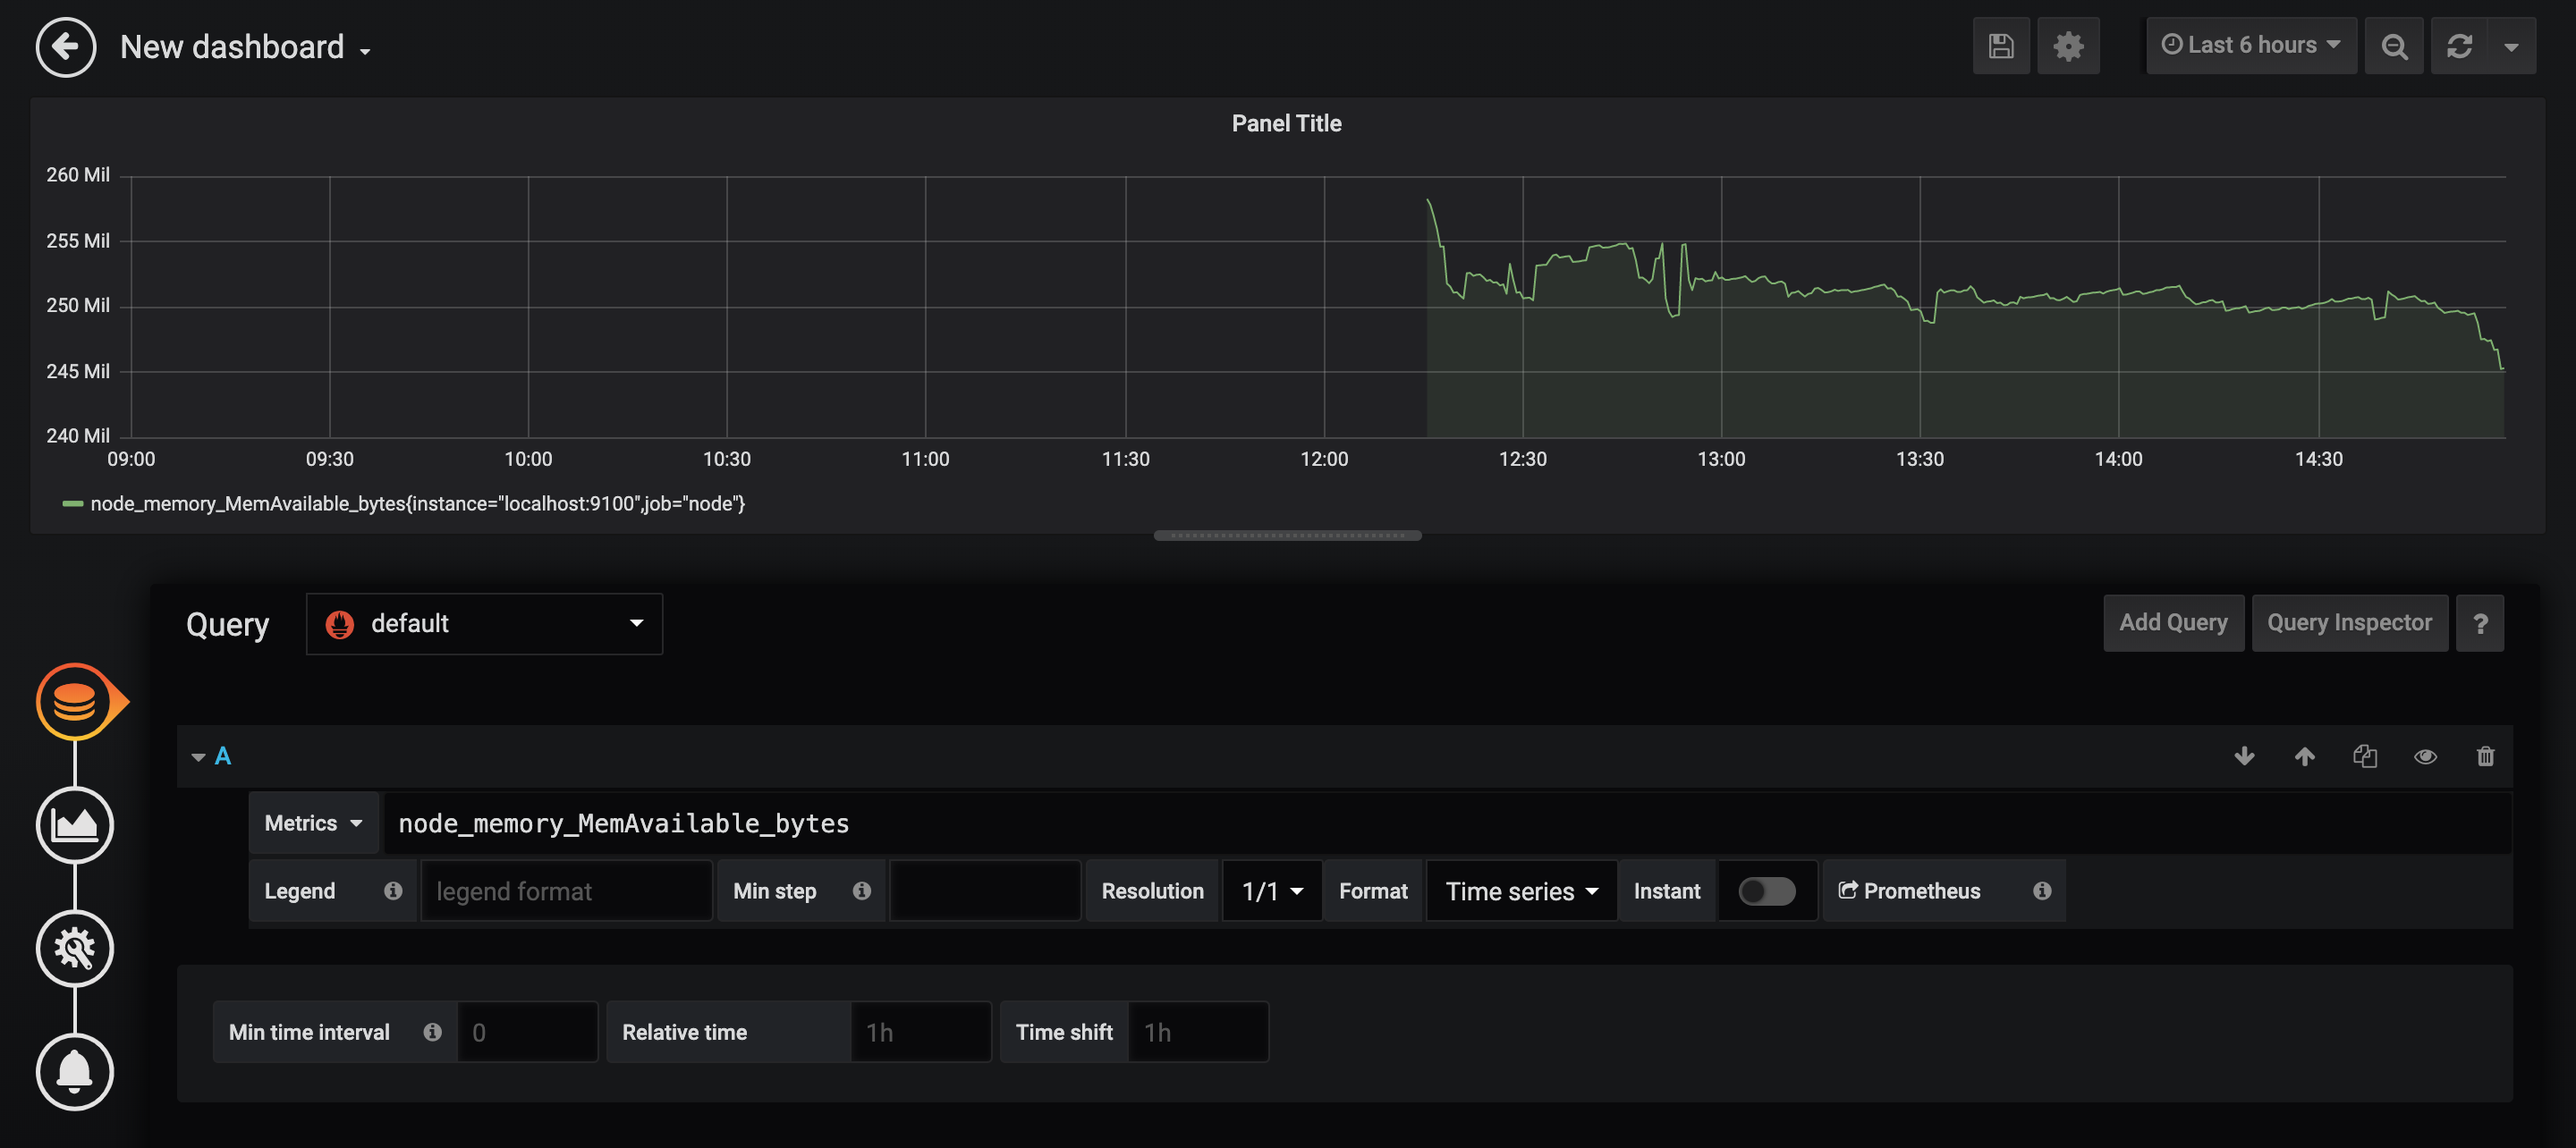 New dashboard
Last 6 hours
Panel Title
260 Mil
255 Mil
250 Mil
245 Mil
240 Mil
09:00 09:30 10:00 10:30 11:00 11:30 12:00 12:30 13:00 13:30 14:00 14:30
node_memory_MemAvailable_bytes{instance="localhost:9100",job="node"}
Query default Add Query Query Inspector ?
A
Metrics node_memory_MemAvailable_bytes
Legend legend format Min step Resolution 1/1 Format Time series Instant Prometheus
Min time interval 0 Relative time 1h Time shift 1h